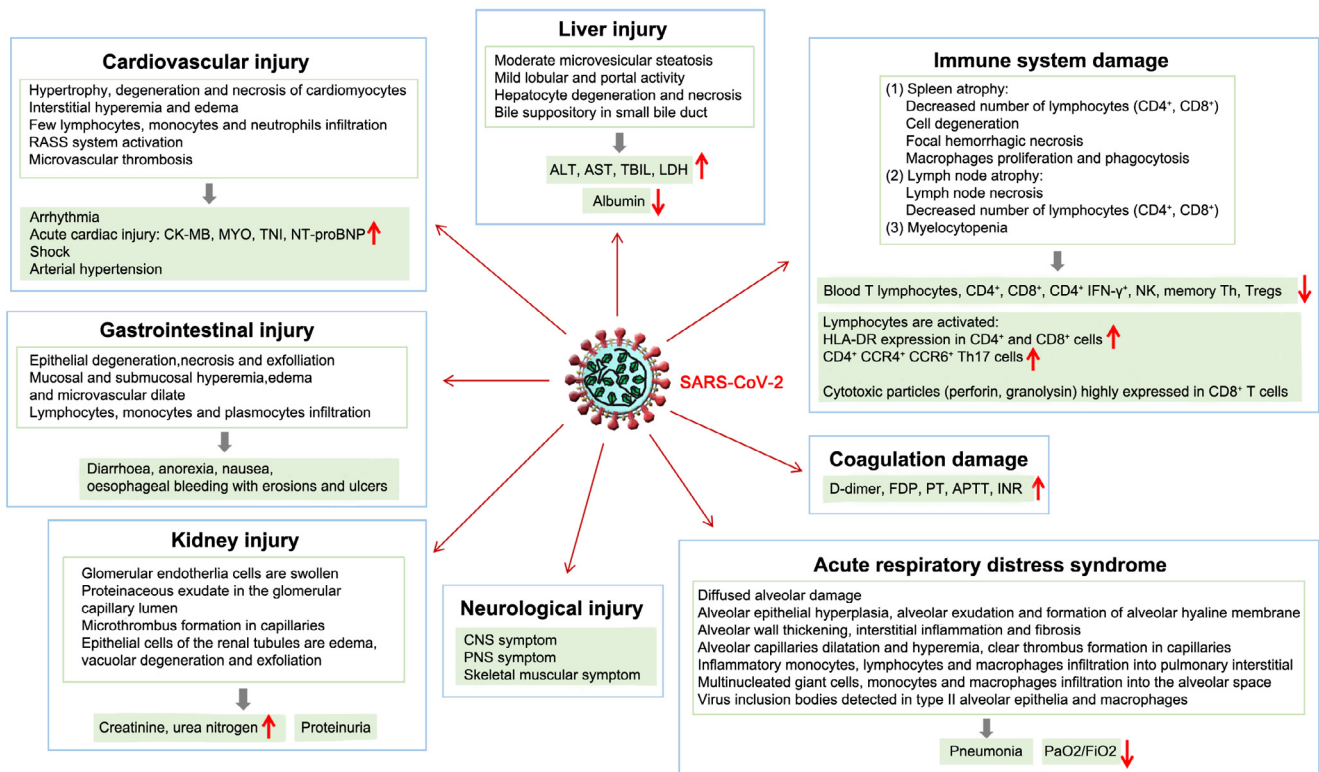 Cardiovascular injury
Hypertrophy, degeneration and necrosis of cardiomyocytes
Interstitial hyperemia and edema
Few lymphocytes, monocytes and neutrophils infiltration
RASS system activation
Microvascular thrombosis
Arrhythmia
Acute cardiac injury: CK-MB, MYO, TNI, NT-proBNP
Shock
Arterial hypertension
Liver injury
Moderate microvesicular steatosis
Mild lobular and portal activity
Hepatocyte degeneration and necrosis
Bile suppository in small bile duct
ALT, AST, TBIL, LDH
Albumin
Immune system damage
(1) Spleen atrophy:
Decreased number of lymphocytes (CD4⁺, CD8⁺)
Cell degeneration
Focal hemorrhagic necrosis
Macrophages proliferation and phagocytosis
(2) Lymph node atrophy:
Lymph node necrosis
Decreased number of lymphocytes (CD4⁺, CD8⁺)
(3) Myelocytopenia
Blood T lymphocytes, CD4⁺, CD8⁺, CD4⁺ IFN-γ⁺, NK, memory Th, Tregs
Lymphocytes are activated:
HLA-DR expression in CD4⁺ and CD8⁺ cells
CD4⁺ CCR4⁺ CCR6⁺ Th17 cells
Cytotoxic particles (perforin, granolysin) highly expressed in CD8⁺ T cells
Gastrointestinal injury
Epithelial degeneration,necrosis and exfolliation
Mucosal and submucosal hyperemia,edema
and microvascular dilate
Lymphocytes, monocytes and plasmocytes infiltration
Diarrhoea, anorexia, nausea,
oesophageal bleeding with erosions and ulcers
SARS-CoV-2
Coagulation damage
D-dimer, FDP, PT, APTT, INR
Kidney injury
Glomerular endotherlia cells are swollen
Proteinaceous exudate in the glomerular
capillary lumen
Microthrombus formation in capillaries
Epithelial cells of the renal tubules are edema,
vacuolar degeneration and exfoliation
Creatinine, urea nitrogen
Proteinuria
Neurological injury
CNS symptom
PNS symptom
Skeletal muscular symptom
Acute respiratory distress syndrome
Diffused alveolar damage
Alveolar epithelial hyperplasia, alveolar exudation and formation of alveolar hyaline membrane
Alveolar wall thickening, interstitial inflammation and fibrosis
Alveolar capillaries dilatation and hyperemia, clear thrombus formation in capillaries
Inflammatory monocytes, lymphocytes and macrophages infiltration into pulmonary interstitial
Multinucleated giant cells, monocytes and macrophages infiltration into the alveolar space
Virus inclusion bodies detected in type II alveolar epithelia and macrophages
Pneumonia
PaO2/FiO2